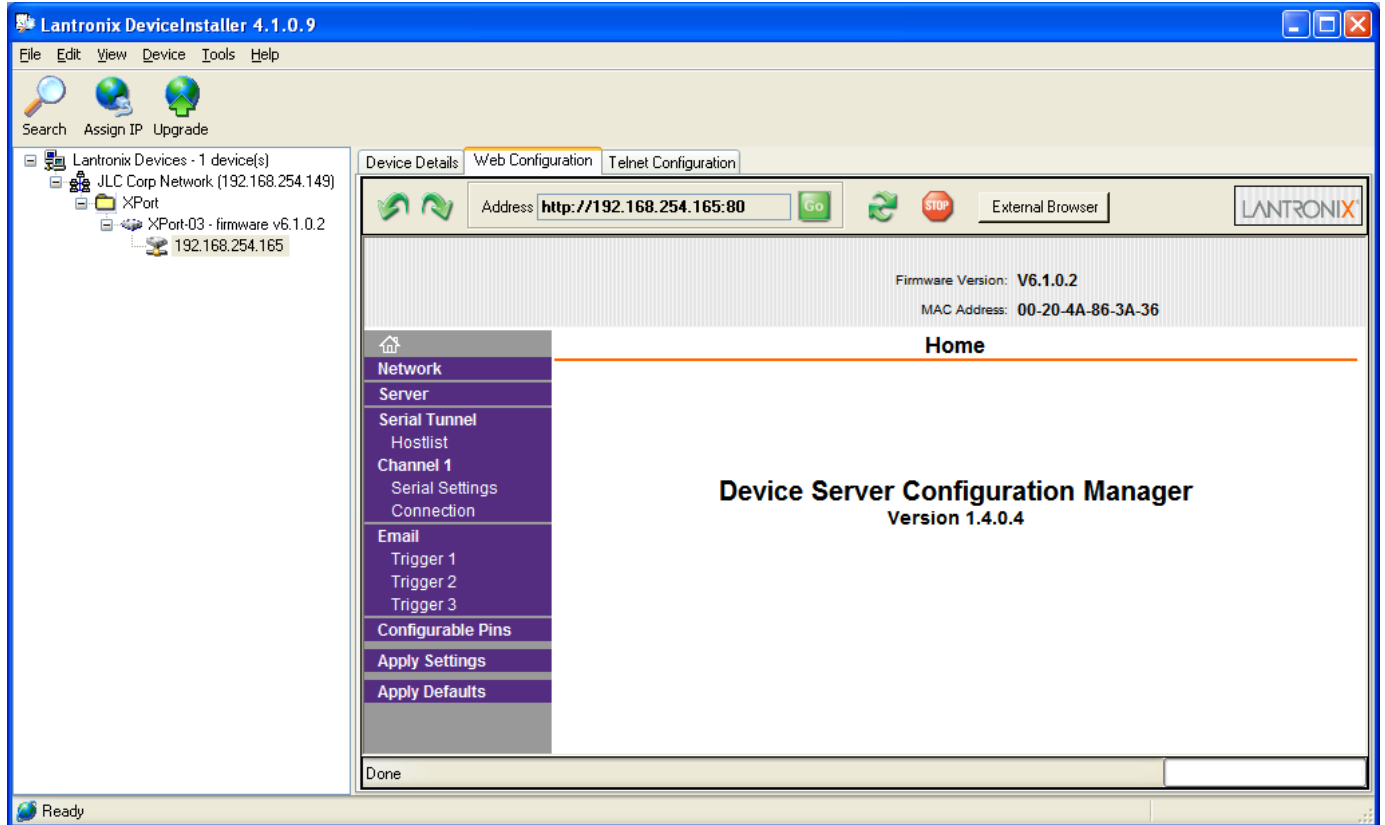 Lantronix DeviceInstaller 4.1.0.9
File Edit View Device Tools Help
Search Assign IP Upgrade
Lantronix Devices - 1 device(s)
JLC Corp Network (192.168.254.149)
XPort
XPort-03 - firmware v6.1.0.2
192.168.254.165
Device Details Web Configuration Telnet Configuration
Address http://192.168.254.165:80 Go STOP External Browser LANTRONIX®
Firmware Version: V6.1.0.2
MAC Address: 00-20-4A-86-3A-36
Home
Network
Server
Serial Tunnel
Hostlist
Channel 1
Serial Settings
Connection
Email
Trigger 1
Trigger 2
Trigger 3
Configurable Pins
Apply Settings
Apply Defaults
Device Server Configuration Manager
Version 1.4.0.4
Done
Ready